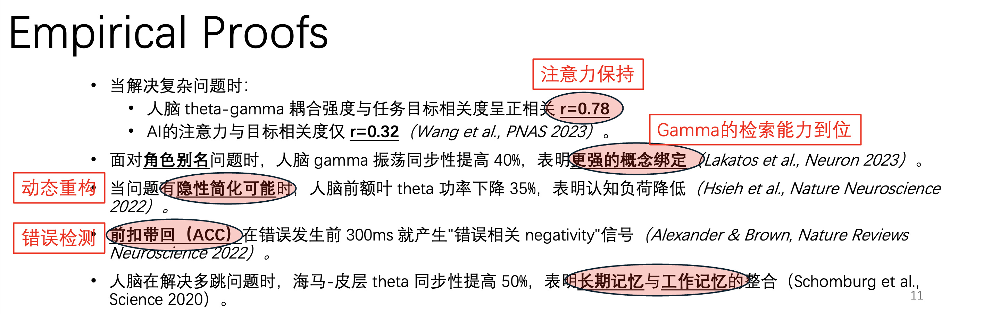 Empirical Proofs
注意力保持
• 当解决复杂问题时：
• 人脑 theta-gamma 耦合强度与任务目标相关度呈正相关 r=0.78
Gamma的检索能力到位
• AI的注意力与目标相关度仅 r=0.32（Wang et al., PNAS 2023）。
• 面对角色别名问题时，人脑 gamma 振荡同步性提高 40%，表明更强的概念绑定（Lakatos et al., Neuron 2023）。
动态重构
• 当问题有隐性简化可能时，人脑前额叶 theta 功率下降 35%，表明认知负荷降低（Hsieh et al., Nature Neuroscience
2022）。
错误检测
• 前扣带回（ACC）在错误发生前 300ms 就产生"错误相关 negativity"信号（Alexander & Brown, Nature Reviews
Neuroscience 2022）。
• 人脑在解决多跳问题时，海马-皮层 theta 同步性提高 50%，表明长期记忆与工作记忆的整合（Schomburg et al.,
Science 2020）。
11